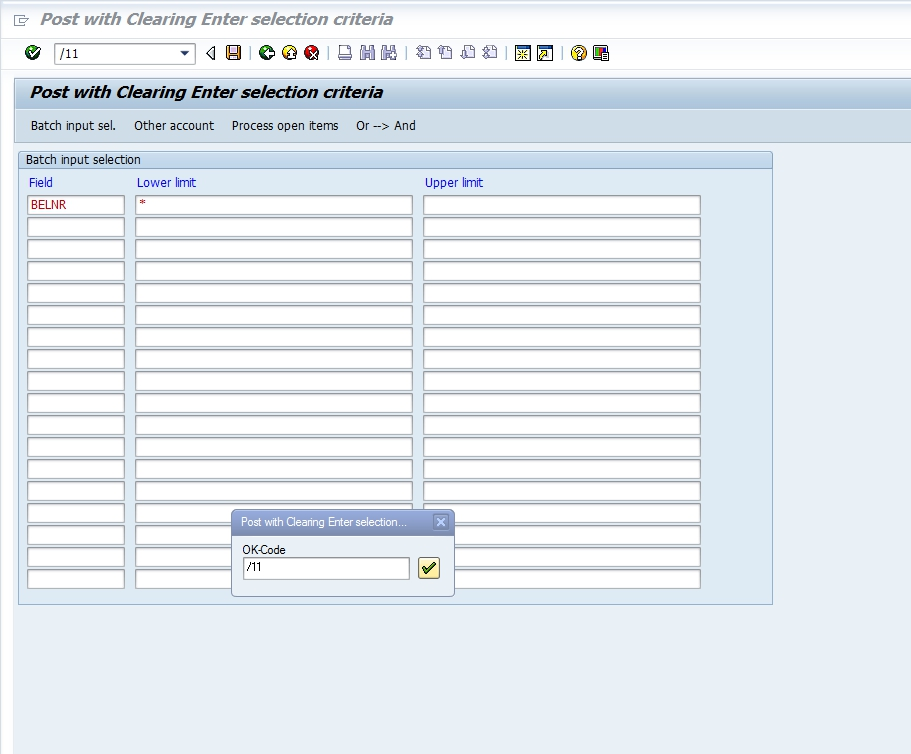 Post with Clearing Enter selection criteria
/11
Post with Clearing Enter selection criteria
Batch input sel. Other account Process open items Or --> And
Batch input selection
Field Lower limit Upper limit
BELNR *
Post with Clearing Enter selection...
OK-Code
/11